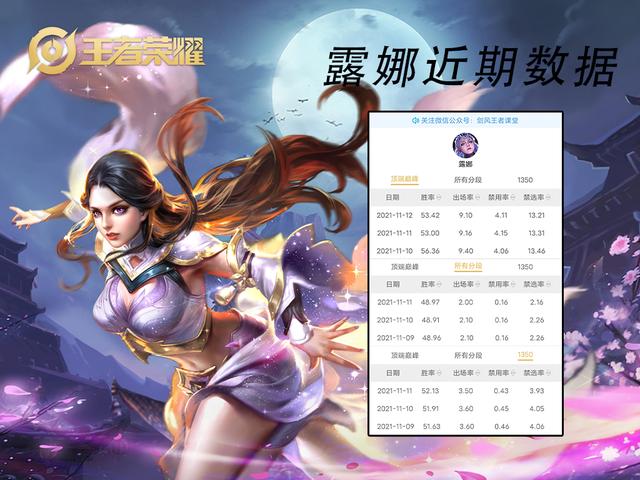 王者荣耀
露娜近期数据
关注微信公众号：剑风王者课堂
露娜
顶端巅峰 所有分段 1350
日期 胜率 出场率 禁用率 禁选率
2021-11-12 53.42 9.10 4.11 13.21
2021-11-11 53.00 9.16 4.15 13.31
2021-11-10 56.36 9.40 4.06 13.46
顶端巅峰 所有分段 1350
日期 胜率 出场率 禁用率 禁选率
2021-11-11 48.97 2.00 0.16 2.16
2021-11-10 48.91 2.10 0.16 2.26
2021-11-09 48.96 2.10 0.16 2.26
顶端巅峰 所有分段 1350
日期 胜率 出场率 禁用率 禁选率
2021-11-11 52.13 3.50 0.43 3.93
2021-11-10 51.91 3.60 0.45 4.05
2021-11-09 51.63 3.60 0.46 4.06